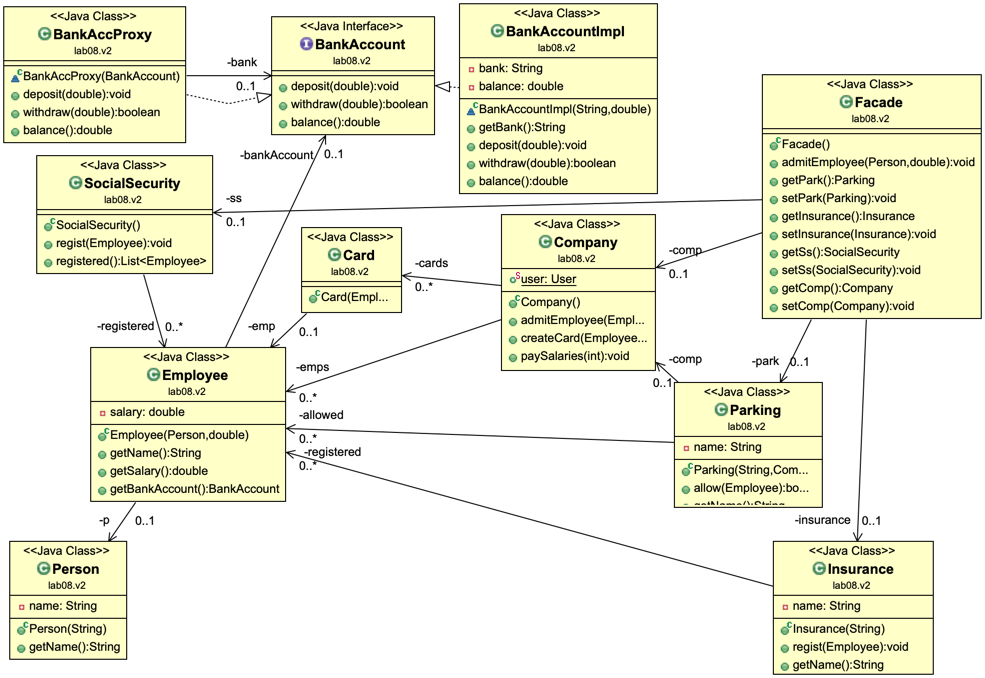 <<Java Class>>
BankAccProxy
lab08.v2
BankAccProxy(BankAccount)
deposit(double):void
withdraw(double):boolean
balance():double
-bank
0..1
<<Java Interface>>
BankAccount
lab08.v2
deposit(double):void
withdraw(double):boolean
balance():double
<<Java Class>>
BankAccountImpl
lab08.v2
bank: String
balance: double
BankAccountImpl(String,double)
getBank():String
deposit(double):void
withdraw(double):boolean
balance():double
<<Java Class>>
Facade
lab08.v2
Facade()
admitEmployee(Person,double):void
getPark():Parking
setPark(Parking):void
getInsurance():Insurance
setInsurance(Insurance):void
getSs():SocialSecurity
setSs(SocialSecurity):void
getComp():Company
setComp(Company):void
-bankAccount
0..1
<<Java Class>>
SocialSecurity
lab08.v2
SocialSecurity()
regist(Employee):void
registered():List<Employee>
-ss
0..1
<<Java Class>>
Card
lab08.v2
Card(Empl...
-cards
0..*
<<Java Class>>
Company
lab08.v2
S
user: User
Company()
admitEmployee(Empl...
createCard(Employee...
paySalaries(int):void
-comp
0..1
-registered
0..*
-emp
0..1
-emps
0..*
-comp
0..1
-park
0..1
<<Java Class>>
Employee
lab08.v2
salary: double
Employee(Person,double)
getName():String
getSalary():double
getBankAccount():BankAccount
-allowed
0..*
-registered
0..*
<<Java Class>>
Parking
lab08.v2
name: String
Parking(String,Com...
allow(Employee):bo...
getName():String
-p
0..1
-insurance
0..1
<<Java Class>>
Person
lab08.v2
name: String
Person(String)
getName():String
<<Java Class>>
Insurance
lab08.v2
name: String
Insurance(String)
regist(Employee):void
getName():String